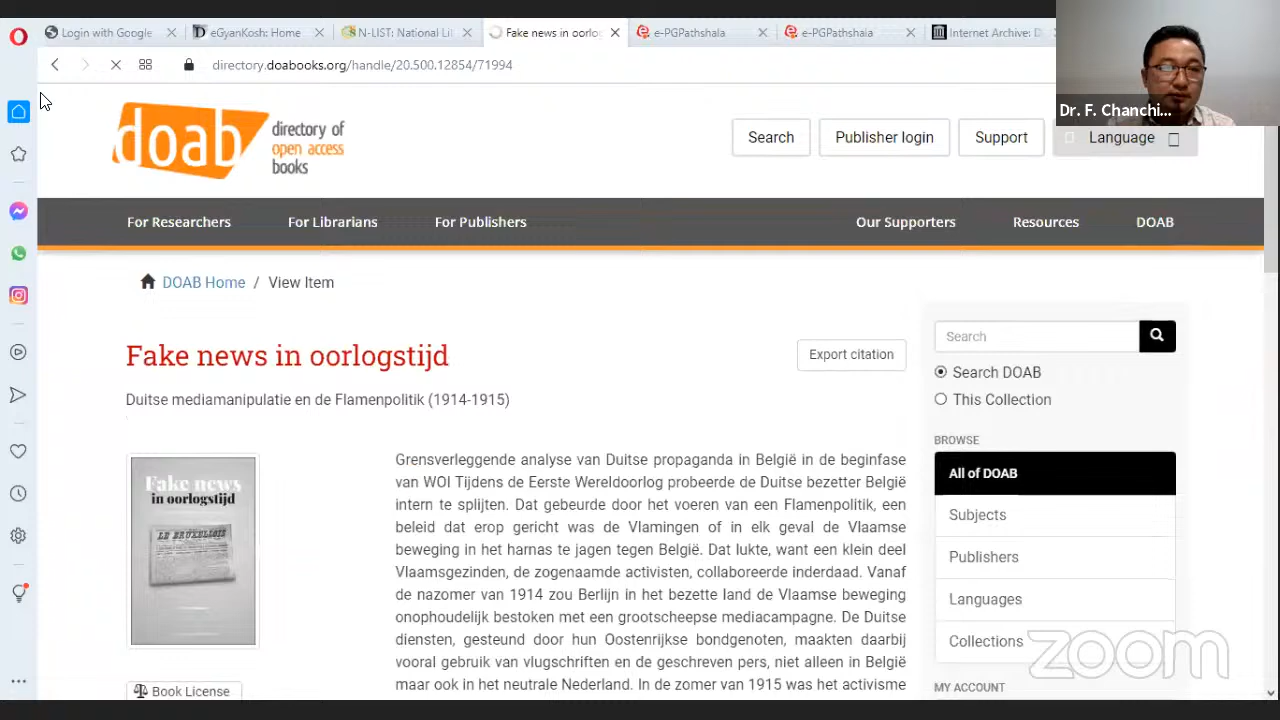 Login with Google
eGyanKosh: Home
N-LIST: National Li
Fake news in oorlo
e-PGPathshala
e-PGPathshala
Internet Archive: D
directory.doabooks.org/handle/20.500.12854/71994
Dr. F. Chanchi...
doab
directory of
open access
books
Search
Publisher login
Support
Language
For Researchers
For Librarians
For Publishers
Our Supporters
Resources
DOAB
DOAB Home / View Item
Fake news in oorlogstijd
Export citation
Duitse mediamanipulatie en de Flamenpolitik (1914-1915)
Fake news
in oorlogstijd
LE BRUXELLOIS
Book License
Grensverleggende analyse van Duitse propaganda in België in de beginfase
van WOI Tijdens de Eerste Wereldoorlog probeerde de Duitse bezetter België
intern te splijten. Dat gebeurde door het voeren van een Flamenpolitik, een
beleid dat erop gericht was de Vlamingen of in elk geval de Vlaamse
beweging in het harnas te jagen tegen België. Dat lukte, want een klein deel
Vlaamsgezinden, de zogenaamde activisten, collaboreerde inderdaad. Vanaf
de nazomer van 1914 zou Berlijn in het bezette land de Vlaamse beweging
onophoudelijk bestoken met een grootscheepse mediacampagne. De Duitse
diensten, gesteund door hun Oostenrijkse bondgenoten, maakten daarbij
vooral gebruik van vlugschriften en de geschreven pers, niet alleen in België
maar ook in het neutrale Nederland. In de zomer van 1915 was het activisme
Search
Search DOAB
This Collection
BROWSE
All of DOAB
Subjects
Publishers
Languages
Collections
MY ACCOUNT
zoom